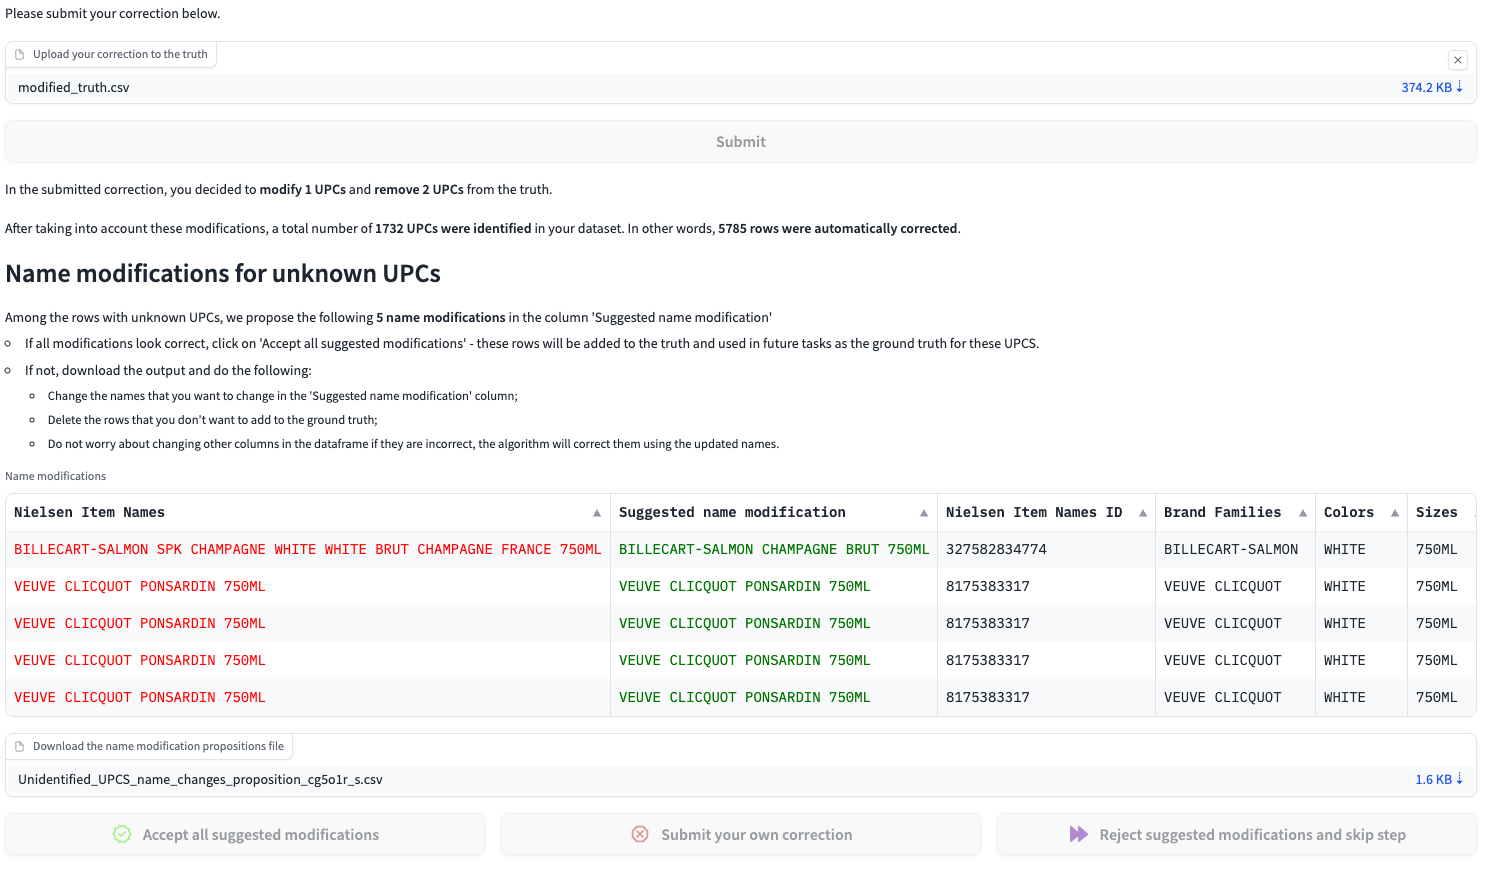 Please submit your correction below.
Upload your correction to the truth
modified_truth.csv
374.2 KB ⇣
Submit
In the submitted correction, you decided to modify 1 UPCs and remove 2 UPCs from the truth.
After taking into account these modifications, a total number of 1732 UPCs were identified in your dataset. In other words, 5785 rows were automatically corrected.
Name modifications for unknown UPCs
Among the rows with unknown UPCs, we propose the following 5 name modifications in the column 'Suggested name modification'
If all modifications look correct, click on 'Accept all suggested modifications' - these rows will be added to the truth and used in future tasks as the ground truth for these UPCS.
If not, download the output and do the following:
Change the names that you want to change in the 'Suggested name modification' column;
Delete the rows that you don't want to add to the ground truth;
Do not worry about changing other columns in the dataframe if they are incorrect, the algorithm will correct them using the updated names.
Name modifications
Nielsen Item Names Suggested name modification Nielsen Item Names ID Brand Families Colors Sizes
BILLECART-SALMON SPK CHAMPAGNE WHITE WHITE BRUT CHAMPAGNE FRANCE 750ML BILLECART-SALMON CHAMPAGNE BRUT 750ML 327582834774 BILLECART-SALMON WHITE 750ML
VEUVE CLICQUOT PONSARDIN 750ML VEUVE CLICQUOT PONSARDIN 750ML 8175383317 VEUVE CLICQUOT WHITE 750ML
VEUVE CLICQUOT PONSARDIN 750ML VEUVE CLICQUOT PONSARDIN 750ML 8175383317 VEUVE CLICQUOT WHITE 750ML
VEUVE CLICQUOT PONSARDIN 750ML VEUVE CLICQUOT PONSARDIN 750ML 8175383317 VEUVE CLICQUOT WHITE 750ML
VEUVE CLICQUOT PONSARDIN 750ML VEUVE CLICQUOT PONSARDIN 750ML 8175383317 VEUVE CLICQUOT WHITE 750ML
Download the name modification propositions file
Unidentified_UPCS_name_changes_proposition_cg5o1r_s.csv
1.6 KB ⇣
Accept all suggested modifications
Submit your own correction
Reject suggested modifications and skip step